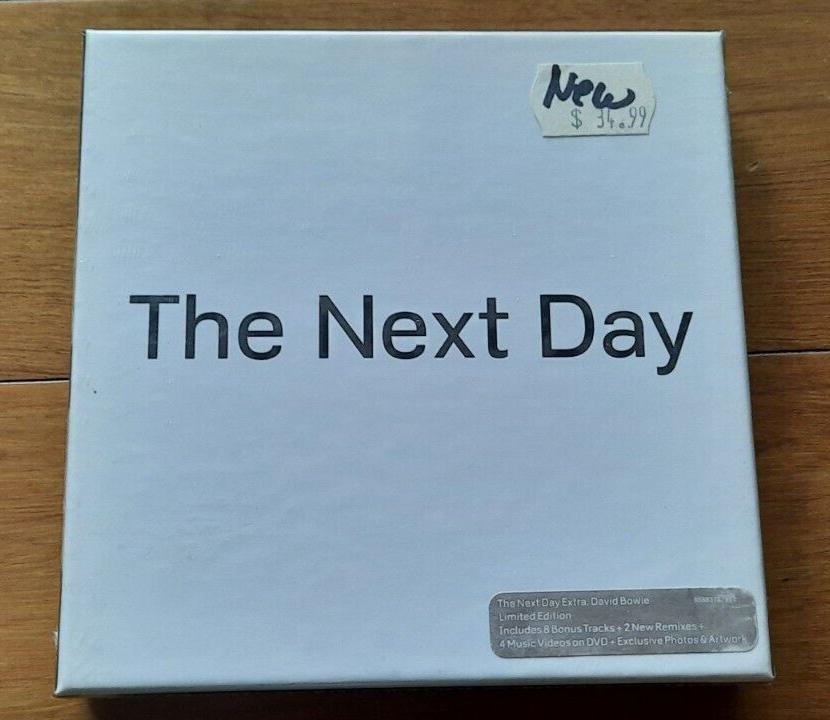 New
$ 34.99
The Next Day
The Next Day Extra: David Bowie
Limited Edition
Includes 8 Bonus Tracks + 2 New Remixes +
4 Music Videos on DVD + Exclusive Photos & Artwork